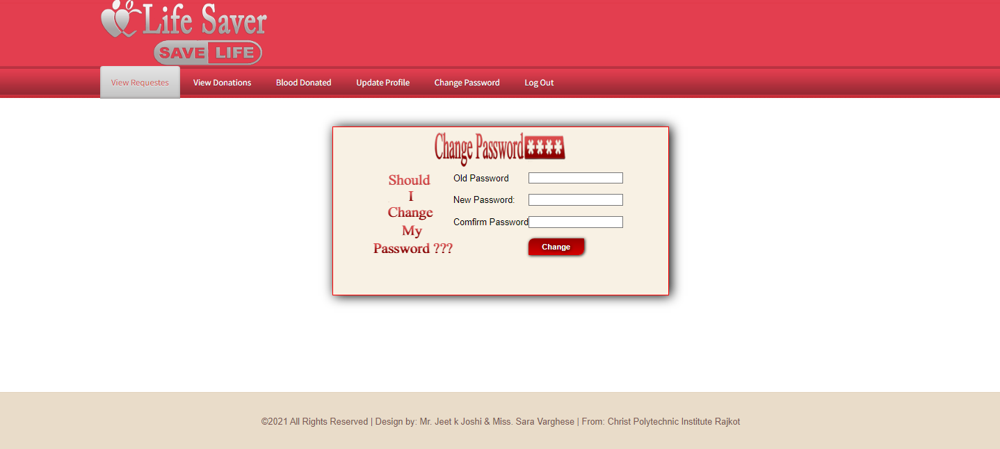 Life Saver
SAVE LIFE
View Requestes View Donations Blood Donated Update Profile Change Password Log Out
Change Password ****
Should
I
Change
My
Password ???
Old Password
New Password:
Comfirm Password
Change
©2021 All Rights Reserved | Design by: Mr. Jeet k Joshi & Miss. Sara Varghese | From: Christ Polytechnic Institute Rajkot